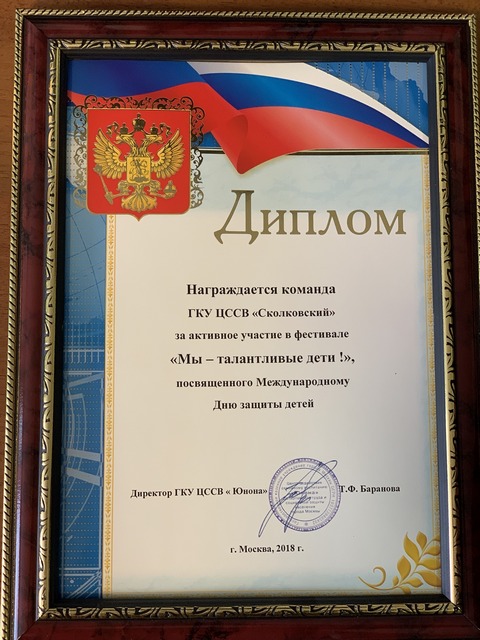 Диплом
Награждается команда
ГКУ ЦССВ «Сколковский»
за активное участие в фестивале
«Мы – талантливые дети !»,
посвященного Международному
Дню защиты детей
Директор ГКУ ЦССВ « Юнона» Т.Ф. Баранова
г. Москва, 2018 г.